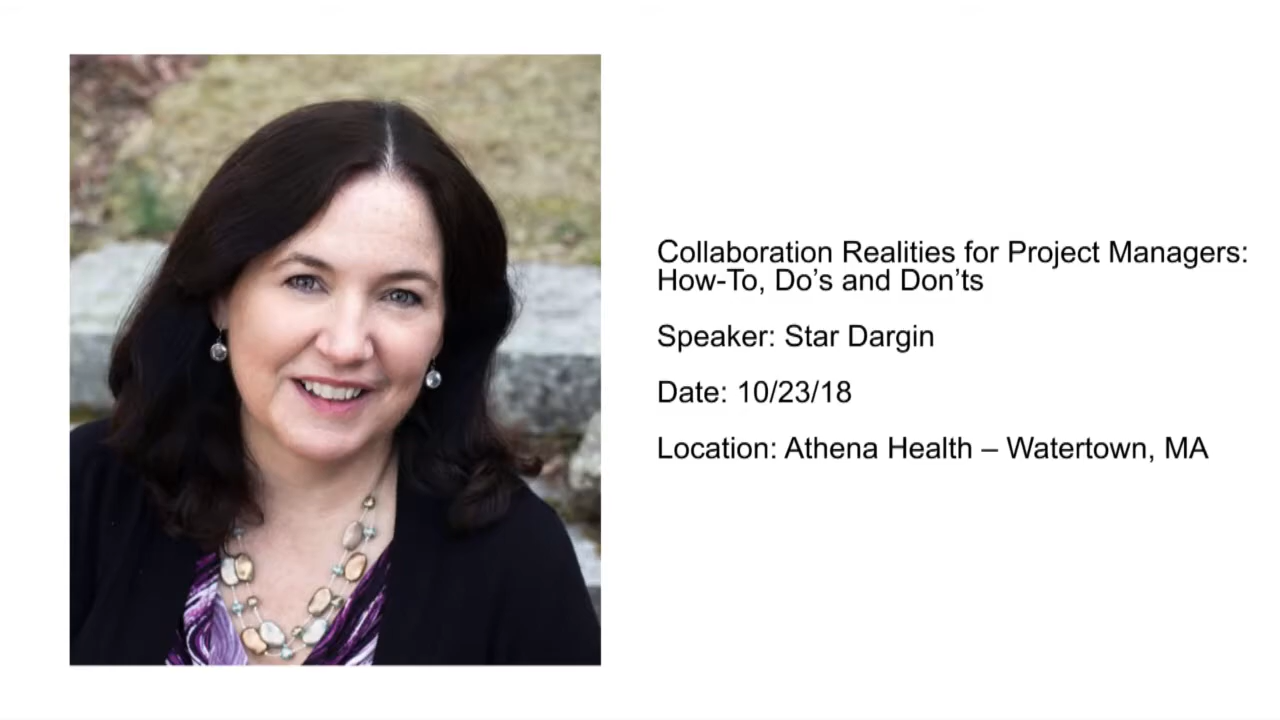 Collaboration Realities for Project Managers:
How-To, Do’s and Don’ts
Speaker: Star Dargin
Date: 10/23/18
Location: Athena Health – Watertown, MA